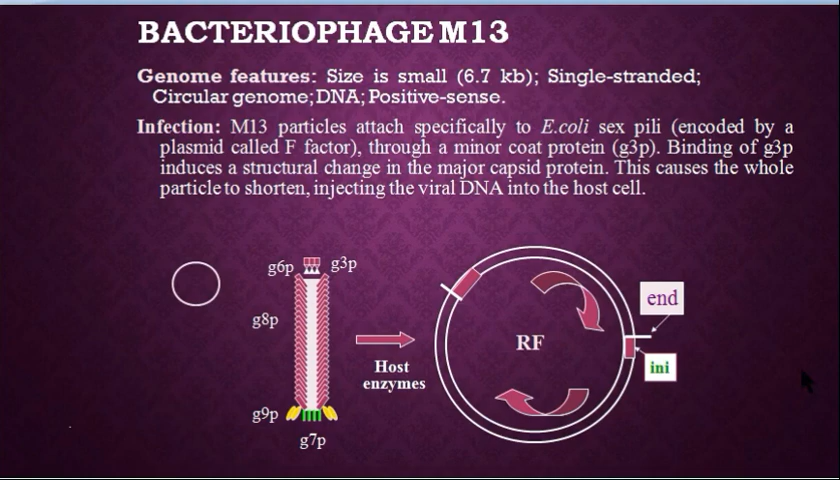 BACTERIOPHAGE M13
Genome features: Size is small (6.7 kb); Single-stranded;
Circular genome; DNA; Positive-sense.
Infection: M13 particles attach specifically to E.coli sex pili (encoded by a
plasmid called F factor), through a minor coat protein (g3p). Binding of g3p
induces a structural change in the major capsid protein. This causes the whole
particle to shorten, injecting the viral DNA into the host cell.
g6p
g3p
g8p
g9p
g7p
Host
enzymes
RF
end
ini